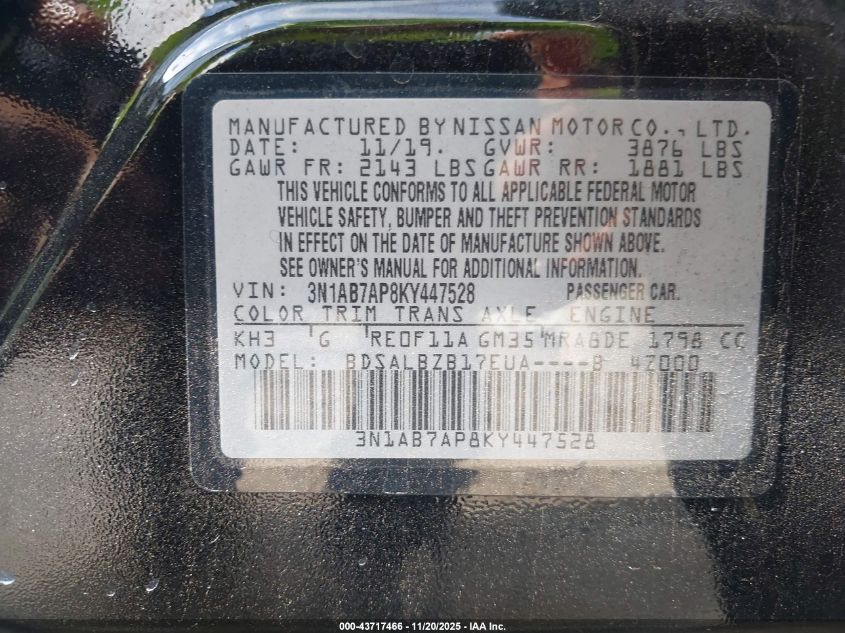 MANUFACTURED BY NISSAN MOTOR CO., LTD.
DATE: 11/19. GVWR: 3876 LBS
GAWR FR: 2143 LBS GAWR RR: 1881 LBS
THIS VEHICLE CONFORMS TO ALL APPLICABLE FEDERAL MOTOR
VEHICLE SAFETY, BUMPER AND THEFT PREVENTION STANDARDS
IN EFFECT ON THE DATE OF MANUFACTURE SHOWN ABOVE.
SEE OWNER'S MANUAL FOR ADDITIONAL INFORMATION.
VIN: 3N1AB7AP8KY447528 PASSENGER CAR.
COLOR TRIM TRANS AXLE ENGINE
KH3 G RE0F11A GM35 MRA8DE 1798 CC
MODEL: BDSALBZB17EUA----B 4Z000
3N1AB7AP8KY447528
000-43717466 - 11/20/2025 - IAA Inc.